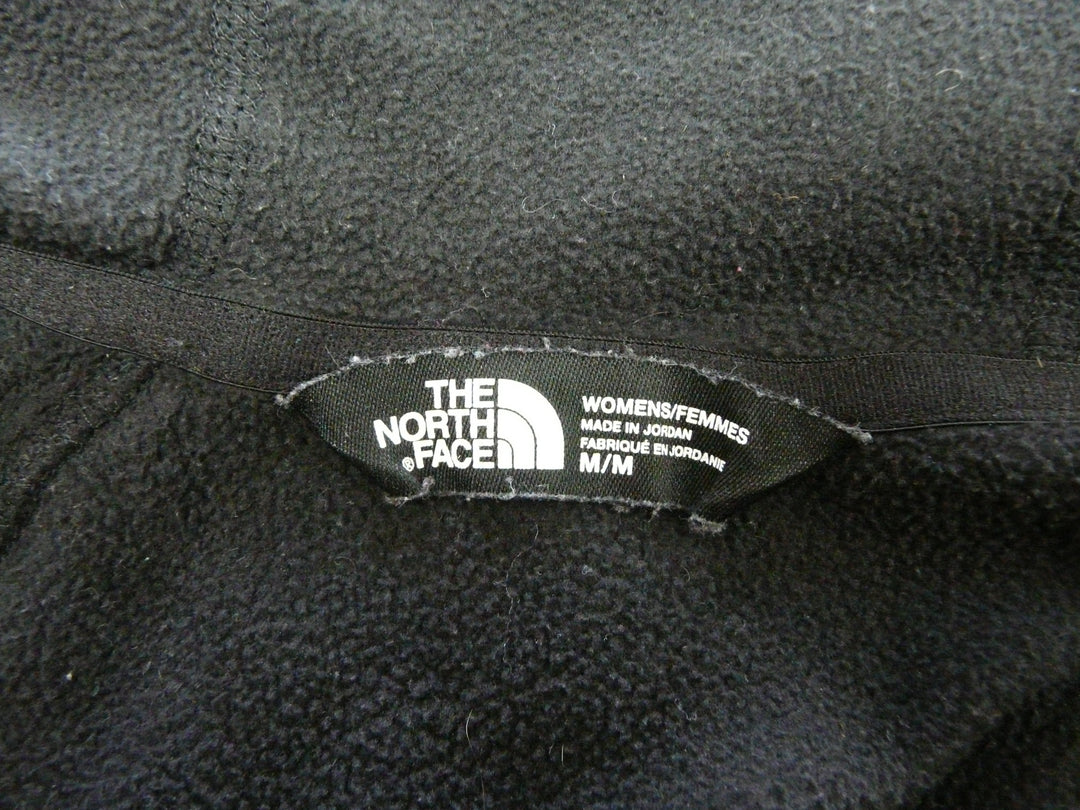 THE
NORTH
® FACE
WOMENS/FEMMES
MADE IN JORDAN
FABRIQUÉ EN JORDANIE
M/M